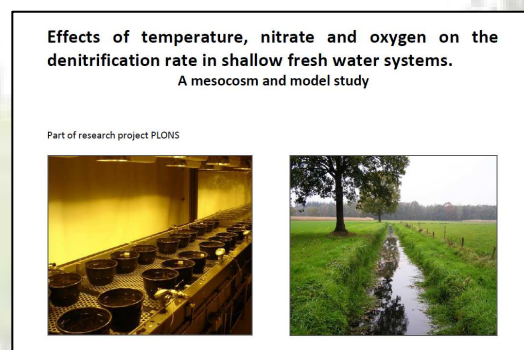 Effects of temperature, nitrate and oxygen on the
denitrification rate in shallow fresh water systems.
A mesocosm and model study
Part of research project PLONS